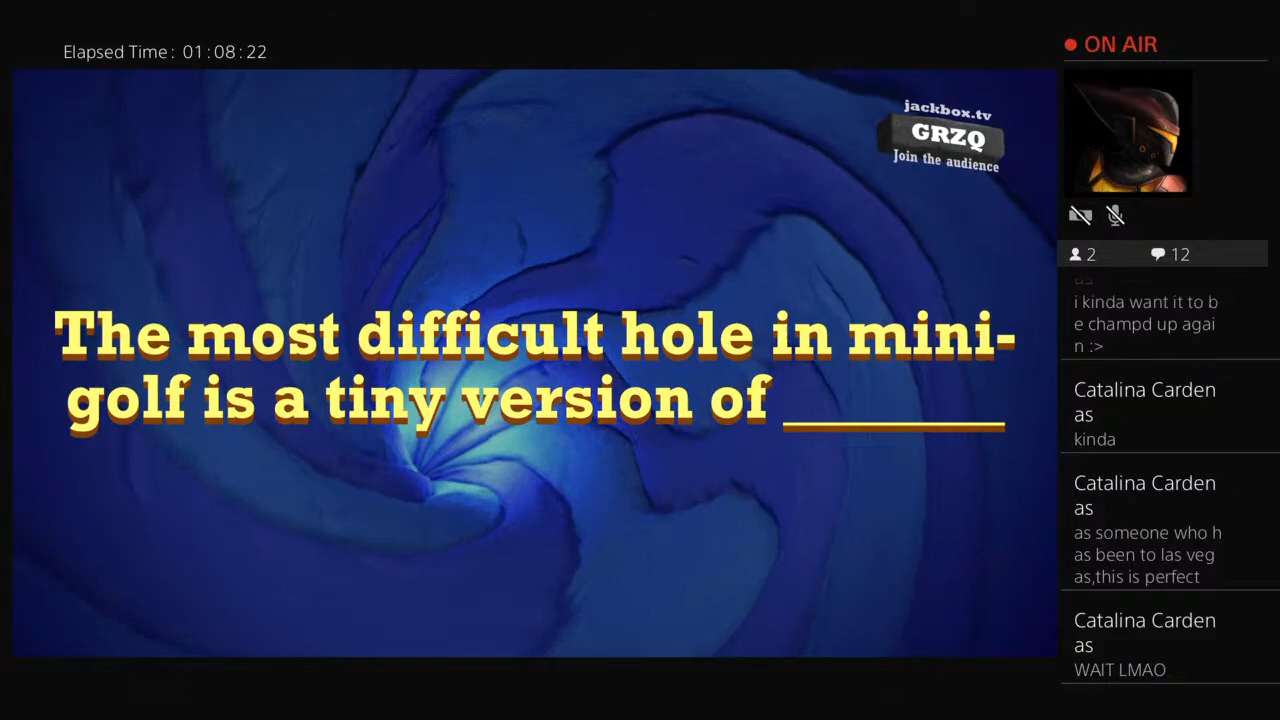 Elapsed Time: 01:08:22
ON AIR
jackbox.tv
GRZQ
Join the audience
2
12
i kinda want it to b
e champd up agai
n :>
The most difficult hole in mini-
golf is a tiny version of ________
Catalina Carden
as
kinda
Catalina Carden
as
as someone who h
as been to las veg
as,this is perfect
Catalina Carden
as
WAIT LMAO